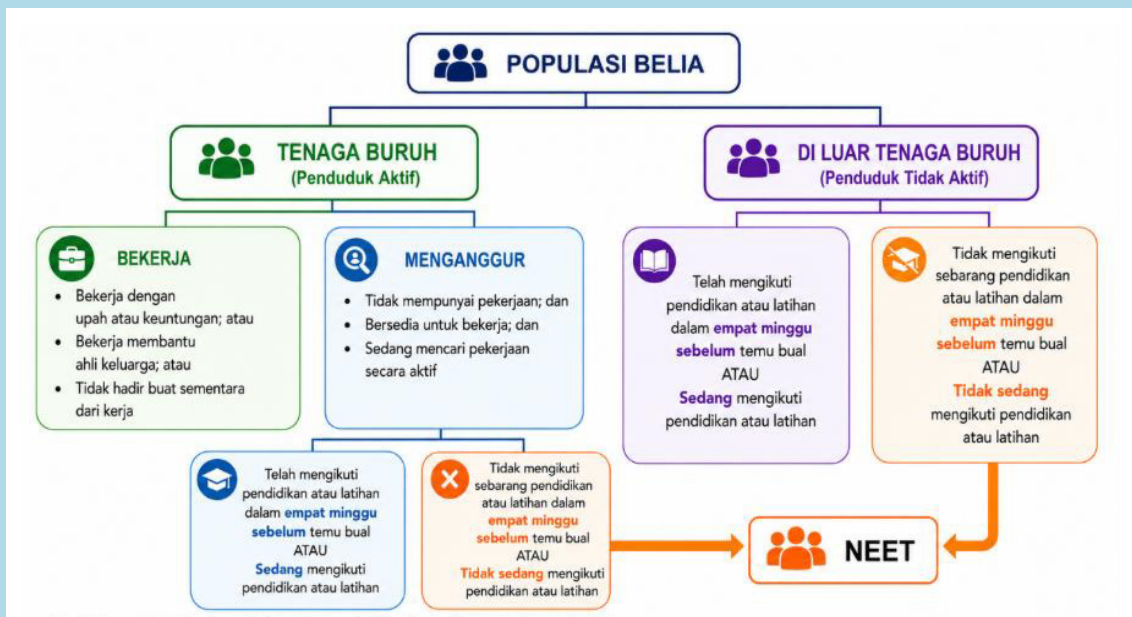 POPULASI BELIA
TENAGA BURUH
(Penduduk Aktif)
DI LUAR TENAGA BURUH
(Penduduk Tidak Aktif)
BEKERJA
• Bekerja dengan
upah atau keuntungan; atau
• Bekerja membantu
ahli keluarga; atau
• Tidak hadir buat sementara
dari kerja
MENGANGGUR
• Tidak mempunyai pekerjaan; dan
• Bersedia untuk bekerja; dan
• Sedang mencari pekerjaan
secara aktif
Telah mengikuti
pendidikan atau latihan
dalam empat minggu
sebelum temu bual
ATAU
Sedang mengikuti
pendidikan atau latihan
Tidak mengikuti
sebarang pendidikan
atau latihan dalam
empat minggu
sebelum temu bual
ATAU
Tidak sedang
mengikuti pendidikan
atau latihan
Telah mengikuti
pendidikan atau latihan
dalam empat minggu
sebelum temu bual
ATAU
Sedang mengikuti
pendidikan atau latihan
Tidak mengikuti
sebarang pendidikan
atau latihan dalam
empat minggu
sebelum temu bual
ATAU
Tidak sedang mengikuti
pendidikan atau latihan
NEET